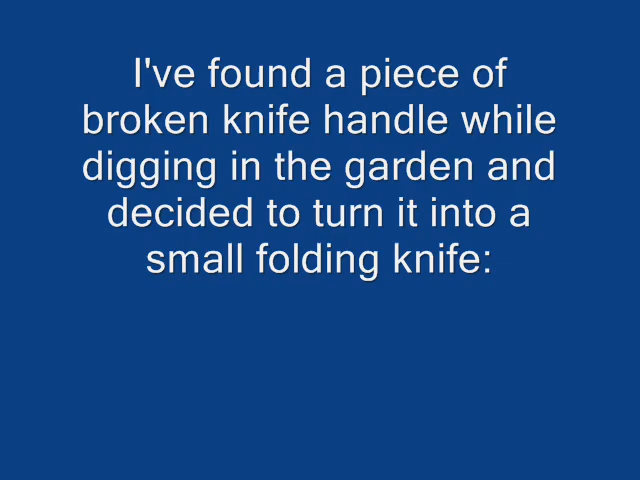 I've found a piece of
broken knife handle while
digging in the garden and
decided to turn it into a
small folding knife: